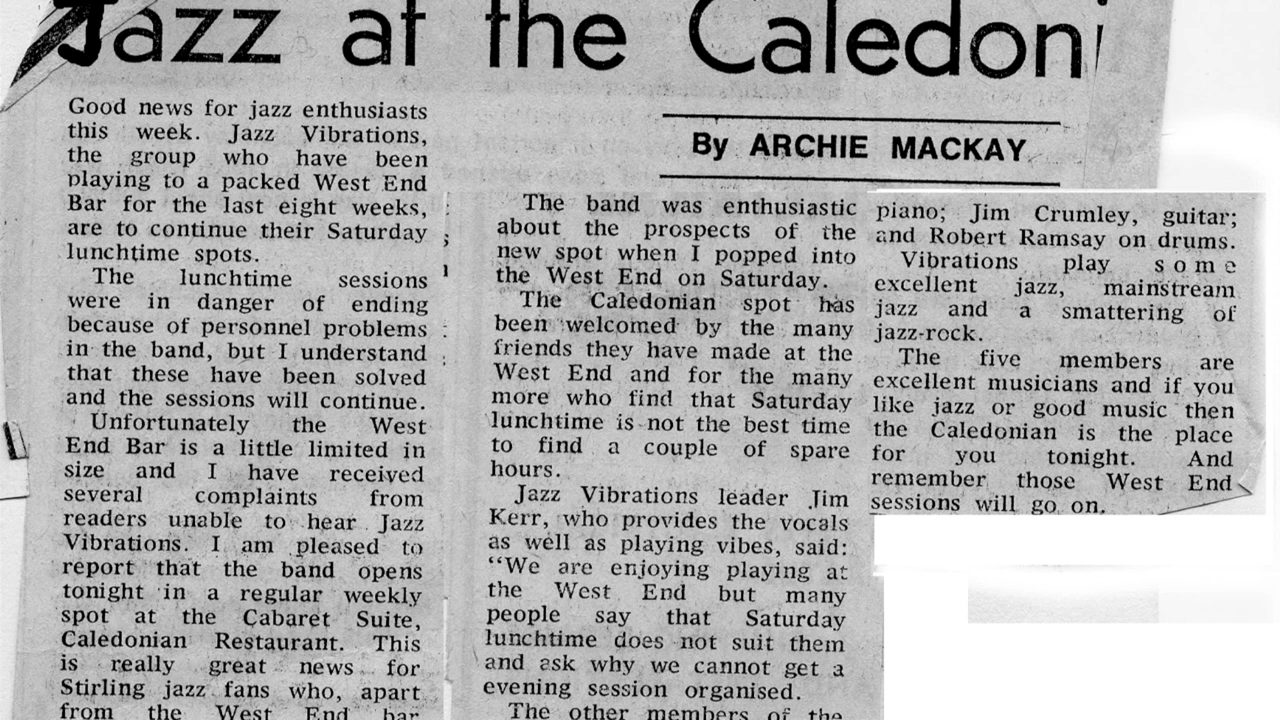 Jazz at the Caledoni
By ARCHIE MACKAY
Good news for jazz enthusiasts
this week. Jazz Vibrations,
the group who have been
playing to a packed West End
Bar for the last eight weeks,
are to continue their Saturday
lunchtime spots.
The lunchtime sessions
were in danger of ending
because of personnel problems
in the band, but I understand
that these have been solved
and the sessions will continue.
Unfortunately the West
End Bar is a little limited in
size and I have received
several complaints from
readers unable to hear Jazz
Vibrations. I am pleased to
report that the band opens
tonight in a regular weekly
spot at the Cabaret Suite,
Caledonian Restaurant. This
is really great news for
Stirling jazz fans who, apart
from the West End bar
The band was enthusiastic
about the prospects of the
new spot when I popped into
the West End on Saturday.
The Caledonian spot has
been welcomed by the many
friends they have made at the
West End and for the many
more who find that Saturday
lunchtime is not the best time
to find a couple of spare
hours.
Jazz Vibrations leader Jim
Kerr, who provides the vocals
as well as playing vibes, said:
“We are enjoying playing at
the West End but many
people say that Saturday
lunchtime does not suit them
and ask why we cannot get a
evening session organised.
The other members of the
piano; Jim Crumley, guitar;
and Robert Ramsay on drums.
Vibrations play some
excellent jazz, mainstream
jazz and a smattering of
jazz-rock.
The five members are
excellent musicians and if you
like jazz or good music then
the Caledonian is the place
for you tonight. And
remember those West End
sessions will go on.